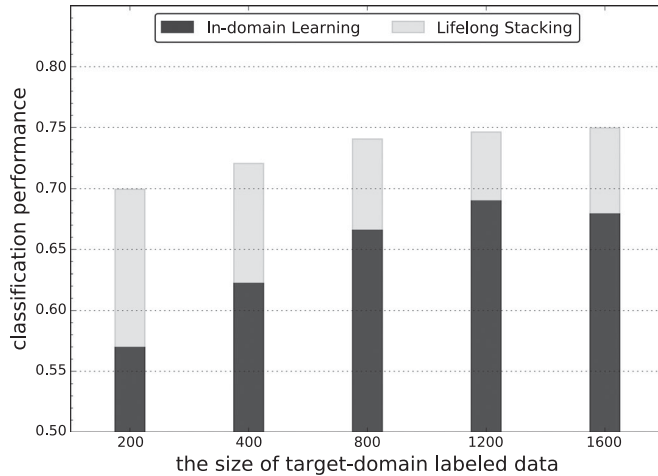 In-domain Learning
Lifelong Stacking
classification performance
0.80
0.75
0.70
0.65
0.60
0.55
0.50
200 400 800 1200 1600
the size of target-domain labeled data